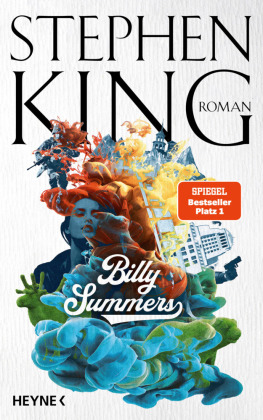 STEPHEN
KING
ROMAN
SPIEGEL
Bestseller
Platz 1
Billy
Summers
HEYNE <